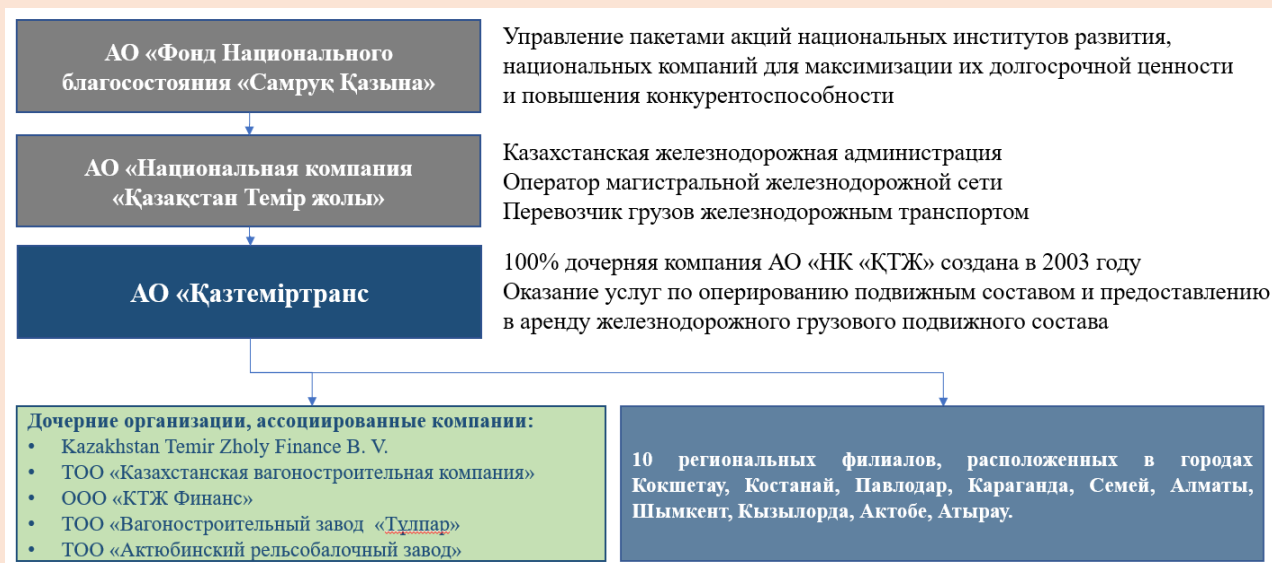 АО «Фонд Национального
благосостояния «Самруқ Қазына»
Управление пакетами акций национальных институтов развития,
национальных компаний для максимизации их долгосрочной ценности
и повышения конкурентоспособности
АО «Национальная компания
«Қазақстан Темір жолы»
Казахстанская железнодорожная администрация
Оператор магистральной железнодорожной сети
Перевозчик грузов железнодорожным транспортом
АО «Қазтеміртранс
100% дочерняя компания АО «НК «ҚТЖ» создана в 2003 году
Оказание услуг по оперированию подвижным составом и предоставлению
в аренду железнодорожного грузового подвижного состава
Дочерние организации, ассоциированные компании:
• Kazakhstan Temir Zholy Finance B. V.
• ТОО «Казахстанская вагоностроительная компания»
• ООО «КТЖ Финанс»
• ТОО «Вагоностроительный завод «Тұлпар»
• ТОО «Актюбинский рельсобалочный завод»
10 региональных филиалов, расположенных в городах
Кокшетау, Костанай, Павлодар, Караганда, Семей, Алматы,
Шымкент, Кызылорда, Актобе, Атырау.